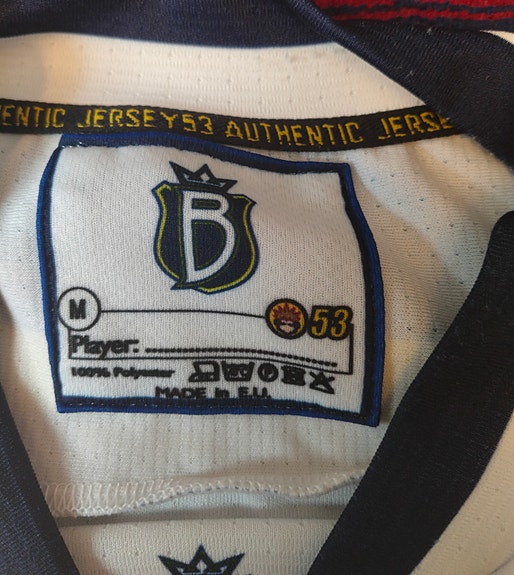 ENTIC JERSEY53 AUTHENTIC JERSE
B
M
53
Player:
100% Polyester
MADE in E.U.